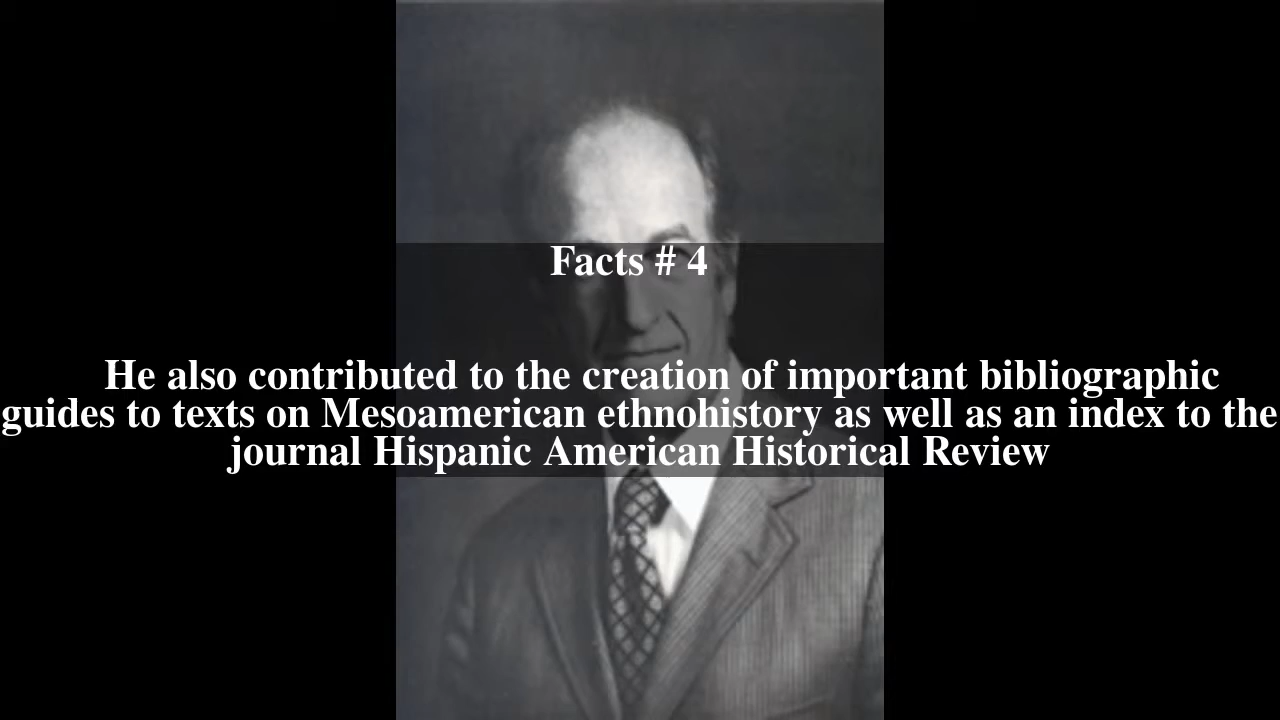 Facts # 4
He also contributed to the creation of important bibliographic
guides to texts on Mesoamerican ethnohistory as well as an index to the
journal Hispanic American Historical Review